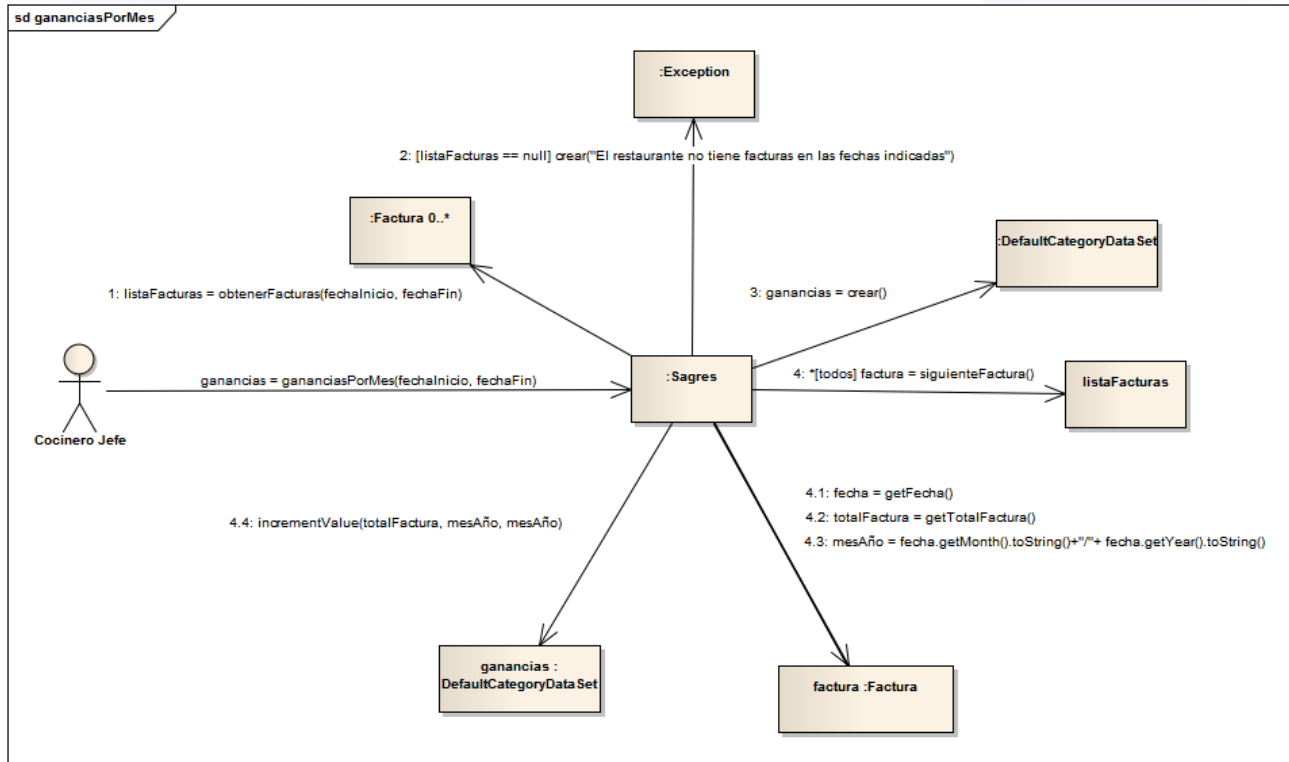 sd gananciasPorMes
:Exception
2: [listaFacturas == null] crear("El restaurante no tiene facturas en las fechas indicadas")
:Factura 0..*
:DefaultCategoryDataSet
1: listaFacturas = obtenerFacturas(fechaInicio, fechaFin)
3: ganancias = crear()
:Sagres
4: *[todos] factura = siguienteFactura()
listaFacturas
ganancias = gananciasPorMes(fechaInicio, fechaFin)
Cocinero Jefe
4.1: fecha = getFecha()
4.2: totalFactura = getTotalFactura()
4.3: mesAño = fecha.getMonth().toString()+"/"+ fecha.getYear().toString()
4.4: incrementValue(totalFactura, mesAño, mesAño)
ganancias :
DefaultCategoryDataSet
factura :Factura